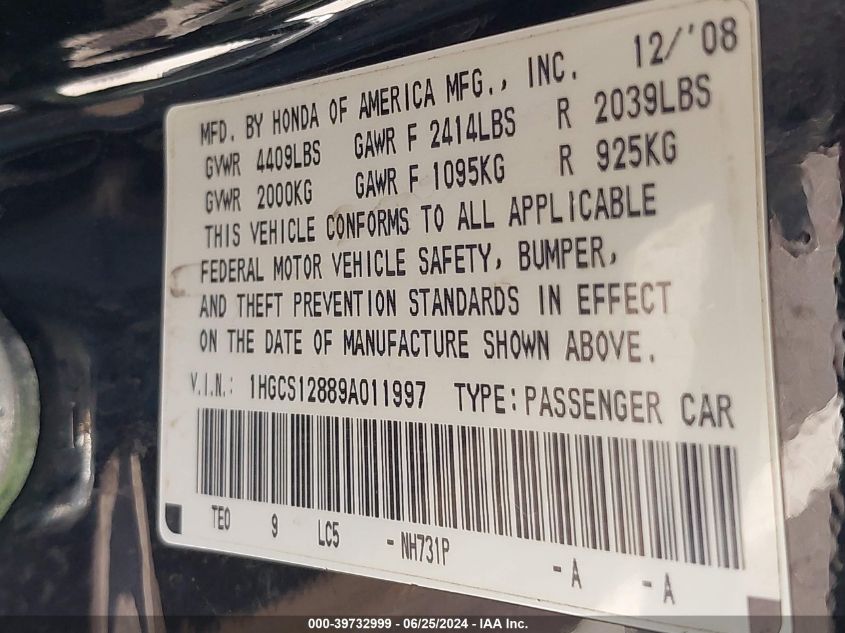 12/'08
MFD. BY HONDA OF AMERICA MFG., INC.
GVWR 4409LBS GAWR F 2414LBS R 2039LBS
GVWR 2000KG GAWR F 1095KG R 925KG
THIS VEHICLE CONFORMS TO ALL APPLICABLE
FEDERAL MOTOR VEHICLE SAFETY, BUMPER,
AND THEFT PREVENTION STANDARDS IN EFFECT
ON THE DATE OF MANUFACTURE SHOWN ABOVE.
V.I.N.: 1HGCS12889A011997 TYPE:PASSENGER CAR
TE0 9 LC5 -NH731P -A -A
000-39732999 - 06/25/2024 - IAA Inc.